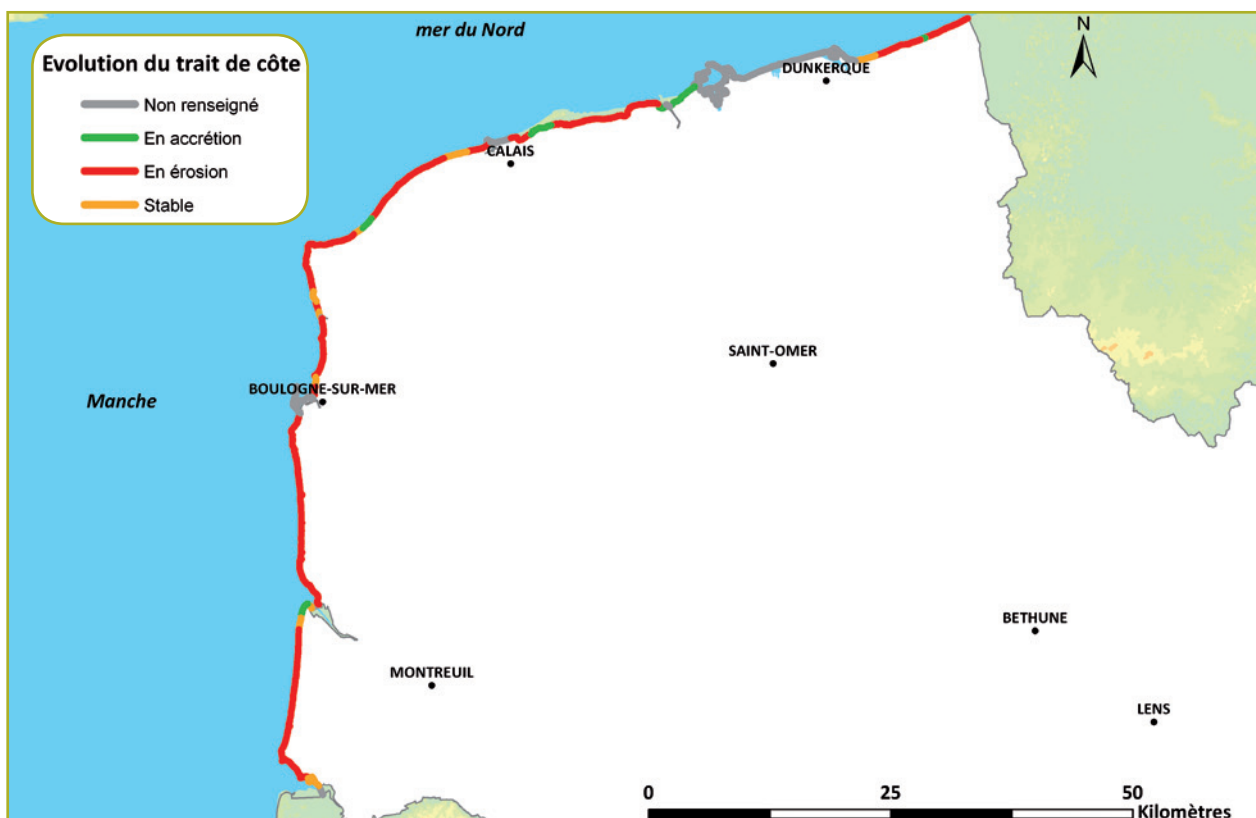 mer du Nord
N
Evolution du trait de côte
Non renseigné
En accrétion
En érosion
Stable
DUNKERQUE
CALAIS
SAINT-OMER
BOULOGNE-SUR-MER
Manche
BETHUNE
MONTREUIL
LENS
0 25 50
Kilomètres